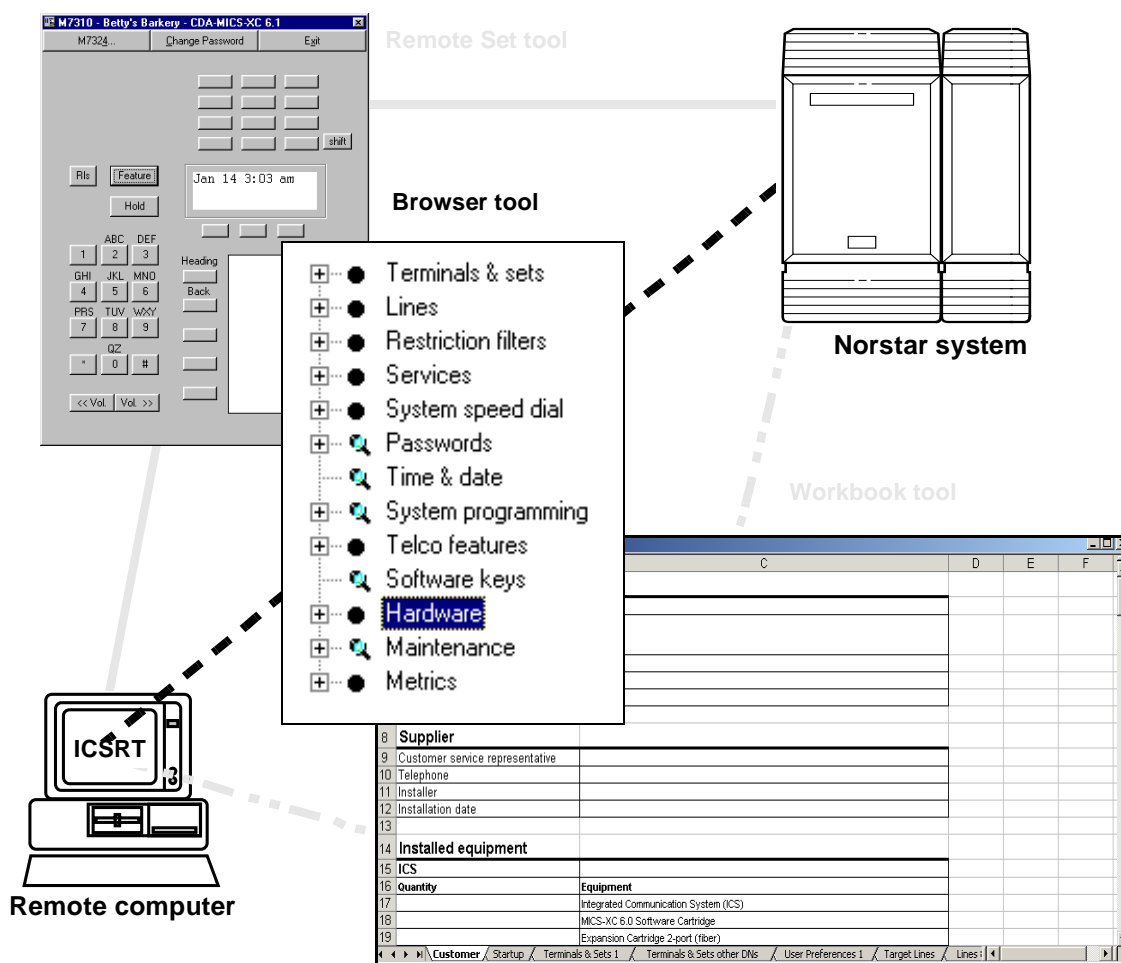 M7310 - Betty's Barkery - CDA-MICS-XC 6.1
M7324... Change Password Exit
Remote Set tool
shift
Rls Feature
Hold
Jan 14 3:03 am
ABC DEF
1 2 3
GHI JKL MNO
4 5 6
PRS TUV WXY
7 8 9
QZ
* 0 #
<< Vol. Vol. >>
Heading
Back
Browser tool
Terminals & sets
Lines
Restriction filters
Services
System speed dial
Passwords
Time & date
System programming
Telco features
Software keys
Hardware
Maintenance
Metrics
Norstar system
Workbook tool
C D E F
8 Supplier
9 Customer service representative
10 Telephone
11 Installer
12 Installation date
13
14 Installed equipment
15 ICS
16 Quantity Equipment
17 Integrated Communication System (ICS)
18 MICS-XC 6.0 Software Cartridge
19 Expansion Cartridge 2-port (fiber)
Customer Startup Terminals & Sets 1 Terminals & Sets other DNs User Preferences 1 Target Lines Lines
ICSRT
Remote computer